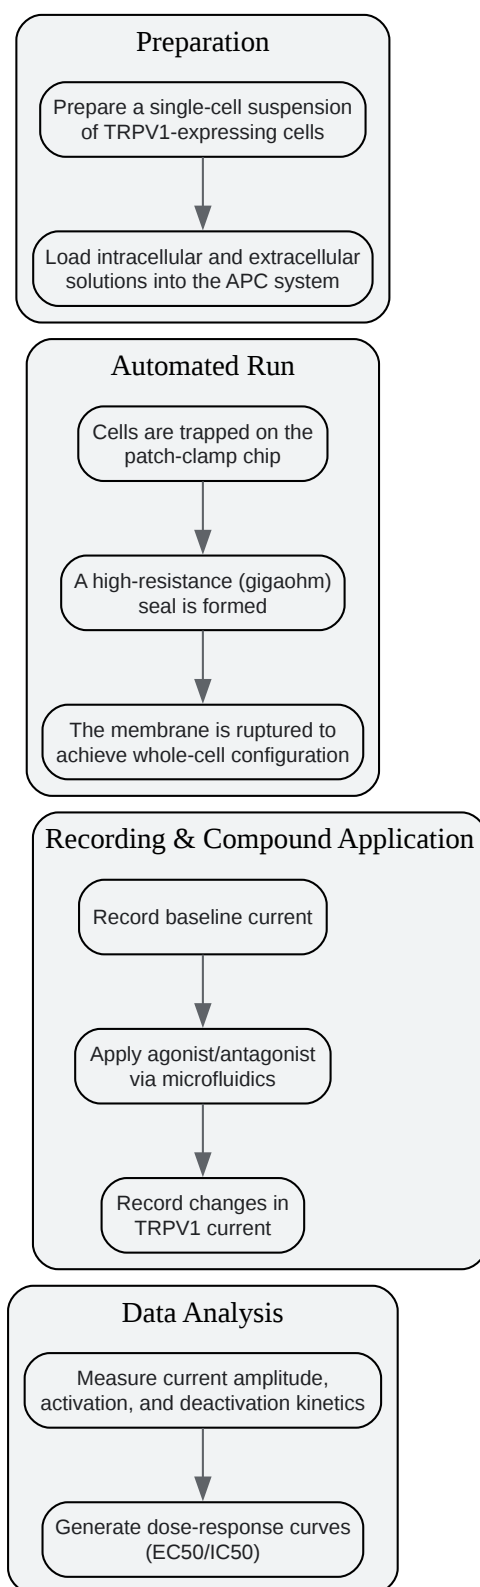 Preparation
Prepare a single-cell suspension
of TRPV1-expressing cells
Load intracellular and extracellular
solutions into the APC system
Automated Run
Cells are trapped on the
patch-clamp chip
A high-resistance (gigaohm)
seal is formed
The membrane is ruptured to
achieve whole-cell configuration
Recording & Compound Application
Record baseline current
Apply agonist/antagonist
via microfluidics
Record changes in
TRPV1 current
Data Analysis
Measure current amplitude,
activation, and deactivation kinetics
Generate dose-response curves
(EC50/IC50)